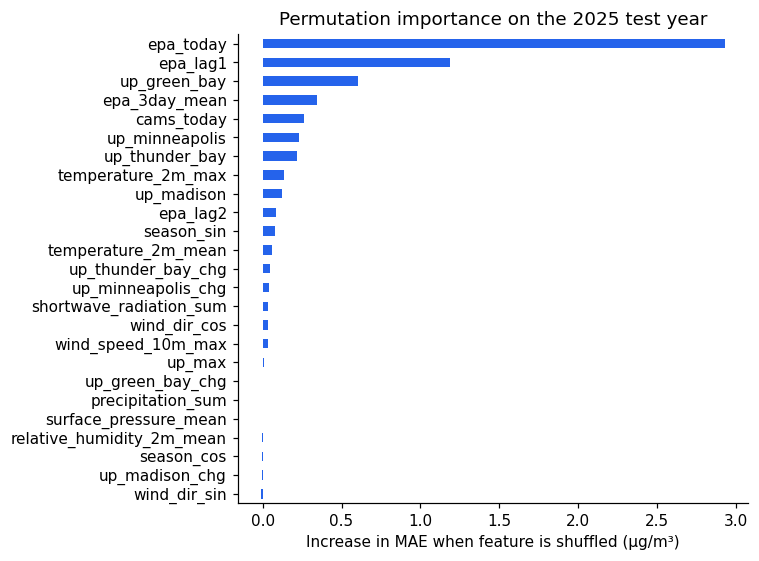 Permutation importance on the 2025 test year
epa_today
epa_lag1
up_green_bay
epa_3day_mean
cams_today
up_minneapolis
up_thunder_bay
temperature_2m_max
up_madison
epa_lag2
season_sin
temperature_2m_mean
up_thunder_bay_chg
up_minneapolis_chg
shortwave_radiation_sum
wind_dir_cos
wind_speed_10m_max
up_max
up_green_bay_chg
precipitation_sum
surface_pressure_mean
relative_humidity_2m_mean
season_cos
up_madison_chg
wind_dir_sin
0.0 0.5 1.0 1.5 2.0 2.5 3.0
Increase in MAE when feature is shuffled (µg/m³)